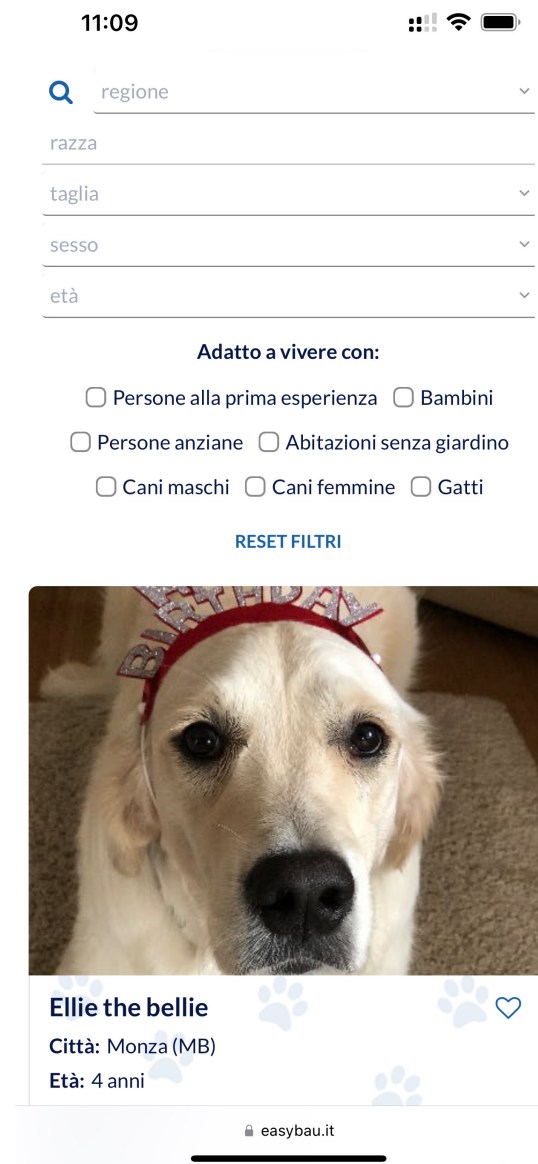 11:09
regione
razza
taglia
sesso
età
Adatto a vivere con:
Persone alla prima esperienza Bambini
Persone anziane Abitazioni senza giardino
Cani maschi Cani femmine Gatti
RESET FILTRI
BIRTHDAY
Ellie the bellie
Città: Monza (MB)
Età: 4 anni
easybau.it